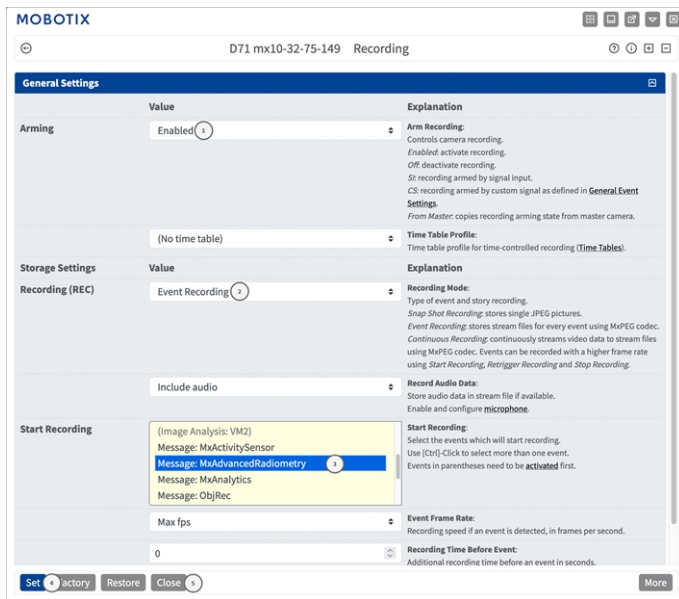 MOBOTIX
D71 mx10-32-75-149 Recording
General Settings
Value Explanation
Arming
Enabled 1
Arm Recording:
Controls camera recording.
Enabled: activate recording.
Off: deactivate recording.
SI: recording armed by signal input.
CS: recording armed by custom signal as defined in General Event
Settings.
From Master: copies recording arming state from master camera.
(No time table)
Time Table Profile:
Time table profile for time-controlled recording (Time Tables).
Storage Settings Value Explanation
Recording (REC)
Event Recording 2
Recording Mode:
Type of event and story recording.
Snap Shot Recording: stores single JPEG pictures.
Event Recording: stores stream files for every event using MxPEG codec.
Continuous Recording: continuously streams video data to stream files
using MxPEG codec. Events can be recorded with a higher frame rate
using Start Recording, Retrigger Recording and Stop Recording.
Include audio
Record Audio Data:
Store audio data in stream file if available.
Enable and configure microphone.
Start Recording
(Image Analysis: VM2)
Message: MxActivitySensor
Message: MxAdvancedRadiometry 3
Message: MxAnalytics
Message: ObjRec
Start Recording:
Select the events which will start recording.
Use [Ctrl]-Click to select more than one event.
Events in parentheses need to be activated first.
Max fps
Event Frame Rate:
Recording speed if an event is detected, in frames per second.
0
Recording Time Before Event:
Additional recording time before an event in seconds.
Set 4 Factory Restore Close 5 More